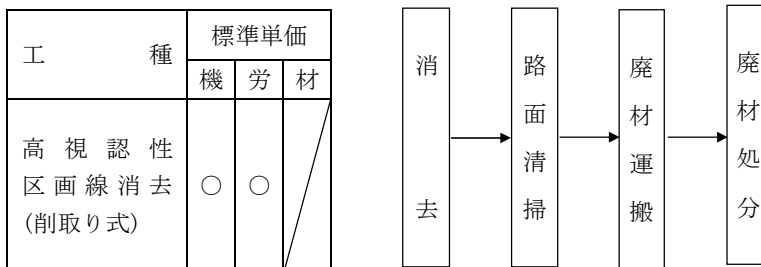 工種
標準単価
機 労 材
高視認性
区画線消去
(削取り式)
○ ○
消去
路面清掃
廃材運搬
廃材処分